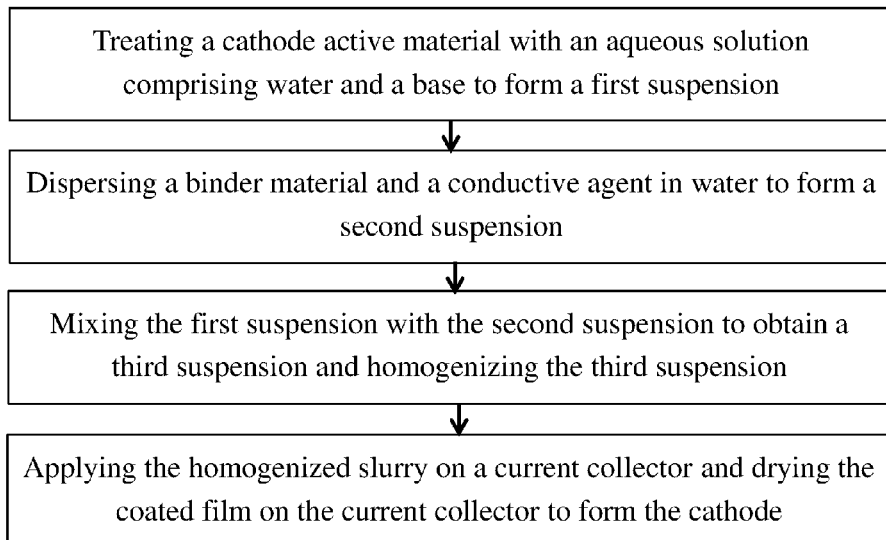 Treating a cathode active material with an aqueous solution
comprising water and a base to form a first suspension
Dispersing a binder material and a conductive agent in water to form a
second suspension
Mixing the first suspension with the second suspension to obtain a
third suspension and homogenizing the third suspension
Applying the homogenized slurry on a current collector and drying the
coated film on the current collector to form the cathode